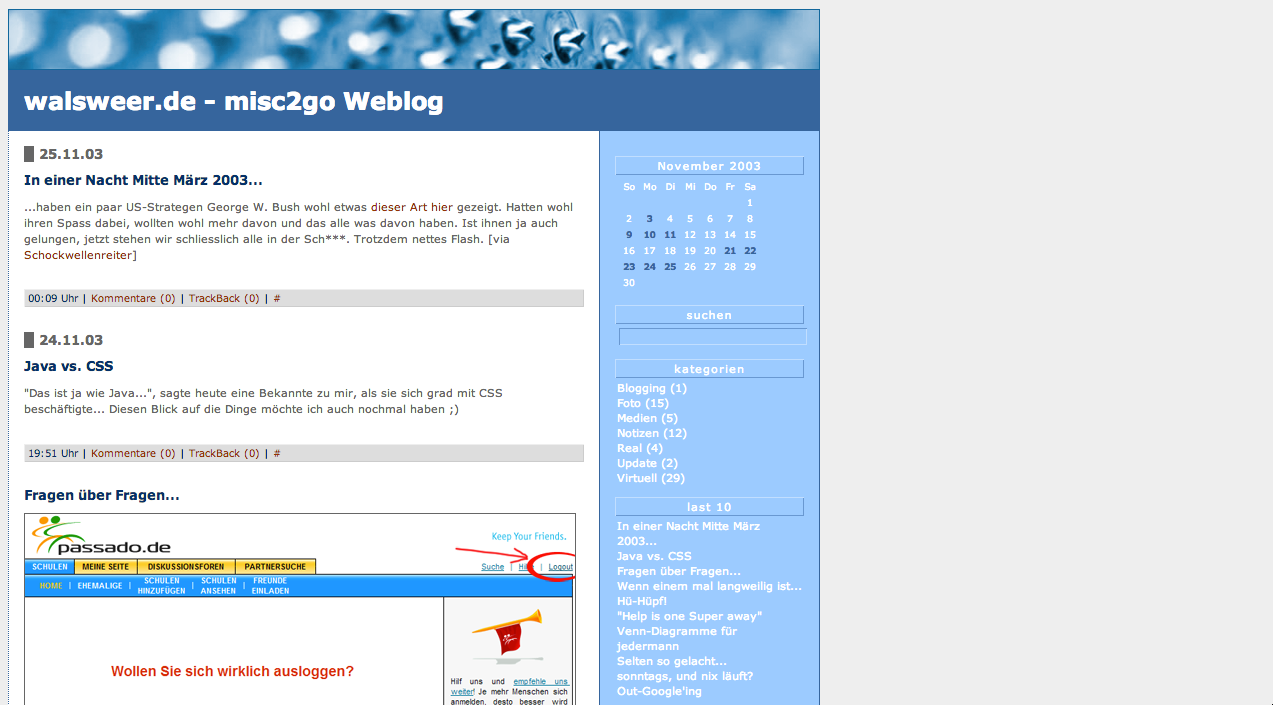 walsweer.de - misc2go Weblog
25.11.03
In einer Nacht Mitte März 2003...
...haben ein paar US-Strategen George W. Bush wohl etwas dieser Art hier gezeigt. Hatten wohl
ihren Spass dabei, wollten wohl mehr davon und das alle was davon haben. Ist ihnen ja auch
gelungen, jetzt stehen wir schliesslich alle in der Sch***. Trotzdem nettes Flash. [via
Schockwellenreiter]
00:09 Uhr | Kommentare (0) | TrackBack (0) | #
24.11.03
Java vs. CSS
"Das ist ja wie Java...", sagte heute eine Bekannte zu mir, als sie sich grad mit CSS
beschäftigte... Diesen Blick auf die Dinge möchte ich auch nochmal haben ;)
19:51 Uhr | Kommentare (0) | TrackBack (0) | #
Fragen über Fragen...
passado.de
Keep Your Friends.
SCHULEN MEINE SEITE DISKUSSIONSFOREN PARTNERSUCHE
Suche | | Logout
HOME | EHEMALIGE | SCHULEN HINZUFÜGEN | SCHULEN ANSEHEN | FREUNDE EINLADEN
Wollen Sie sich wirklich ausloggen?
Hilf uns und empfehle uns
weiter! Je mehr Menschen sich
anmelden, desto besser wird
November 2003
So Mo Di Mi Do Fr Sa
1
2 3 4 5 6 7 8
9 10 11 12 13 14 15
16 17 18 19 20 21 22
23 24 25 26 27 28 29
30
suchen
kategorien
Blogging (1)
Foto (15)
Medien (5)
Notizen (12)
Real (4)
Update (2)
Virtuell (29)
last 10
In einer Nacht Mitte März
2003...
Java vs. CSS
Fragen über Fragen...
Wenn einem mal langweilig ist...
Hü-Hüpf!
"Help is one Super away"
Venn-Diagramme für
jedermann
Selten so gelacht...
sonntags, und nix läuft?
Out-Google'ing